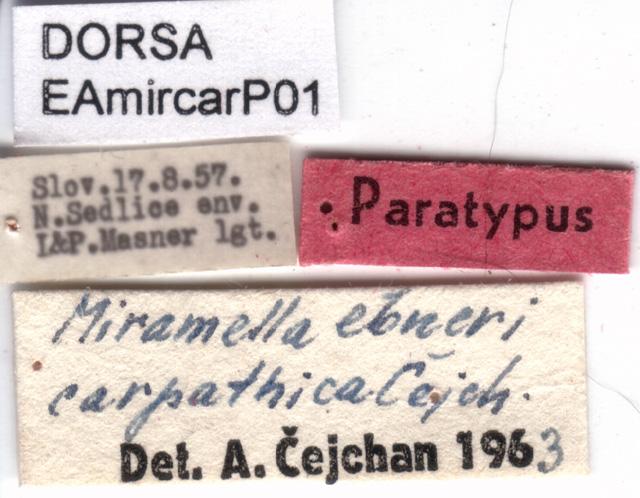 DORSA
EAmircarP01
Slov.17.8.57.
N.Sedlice env.
I&P.Masner lgt.
Paratypus
Miramella ebneri
carpathica Čejch.
Det. A. Čejchan 1963